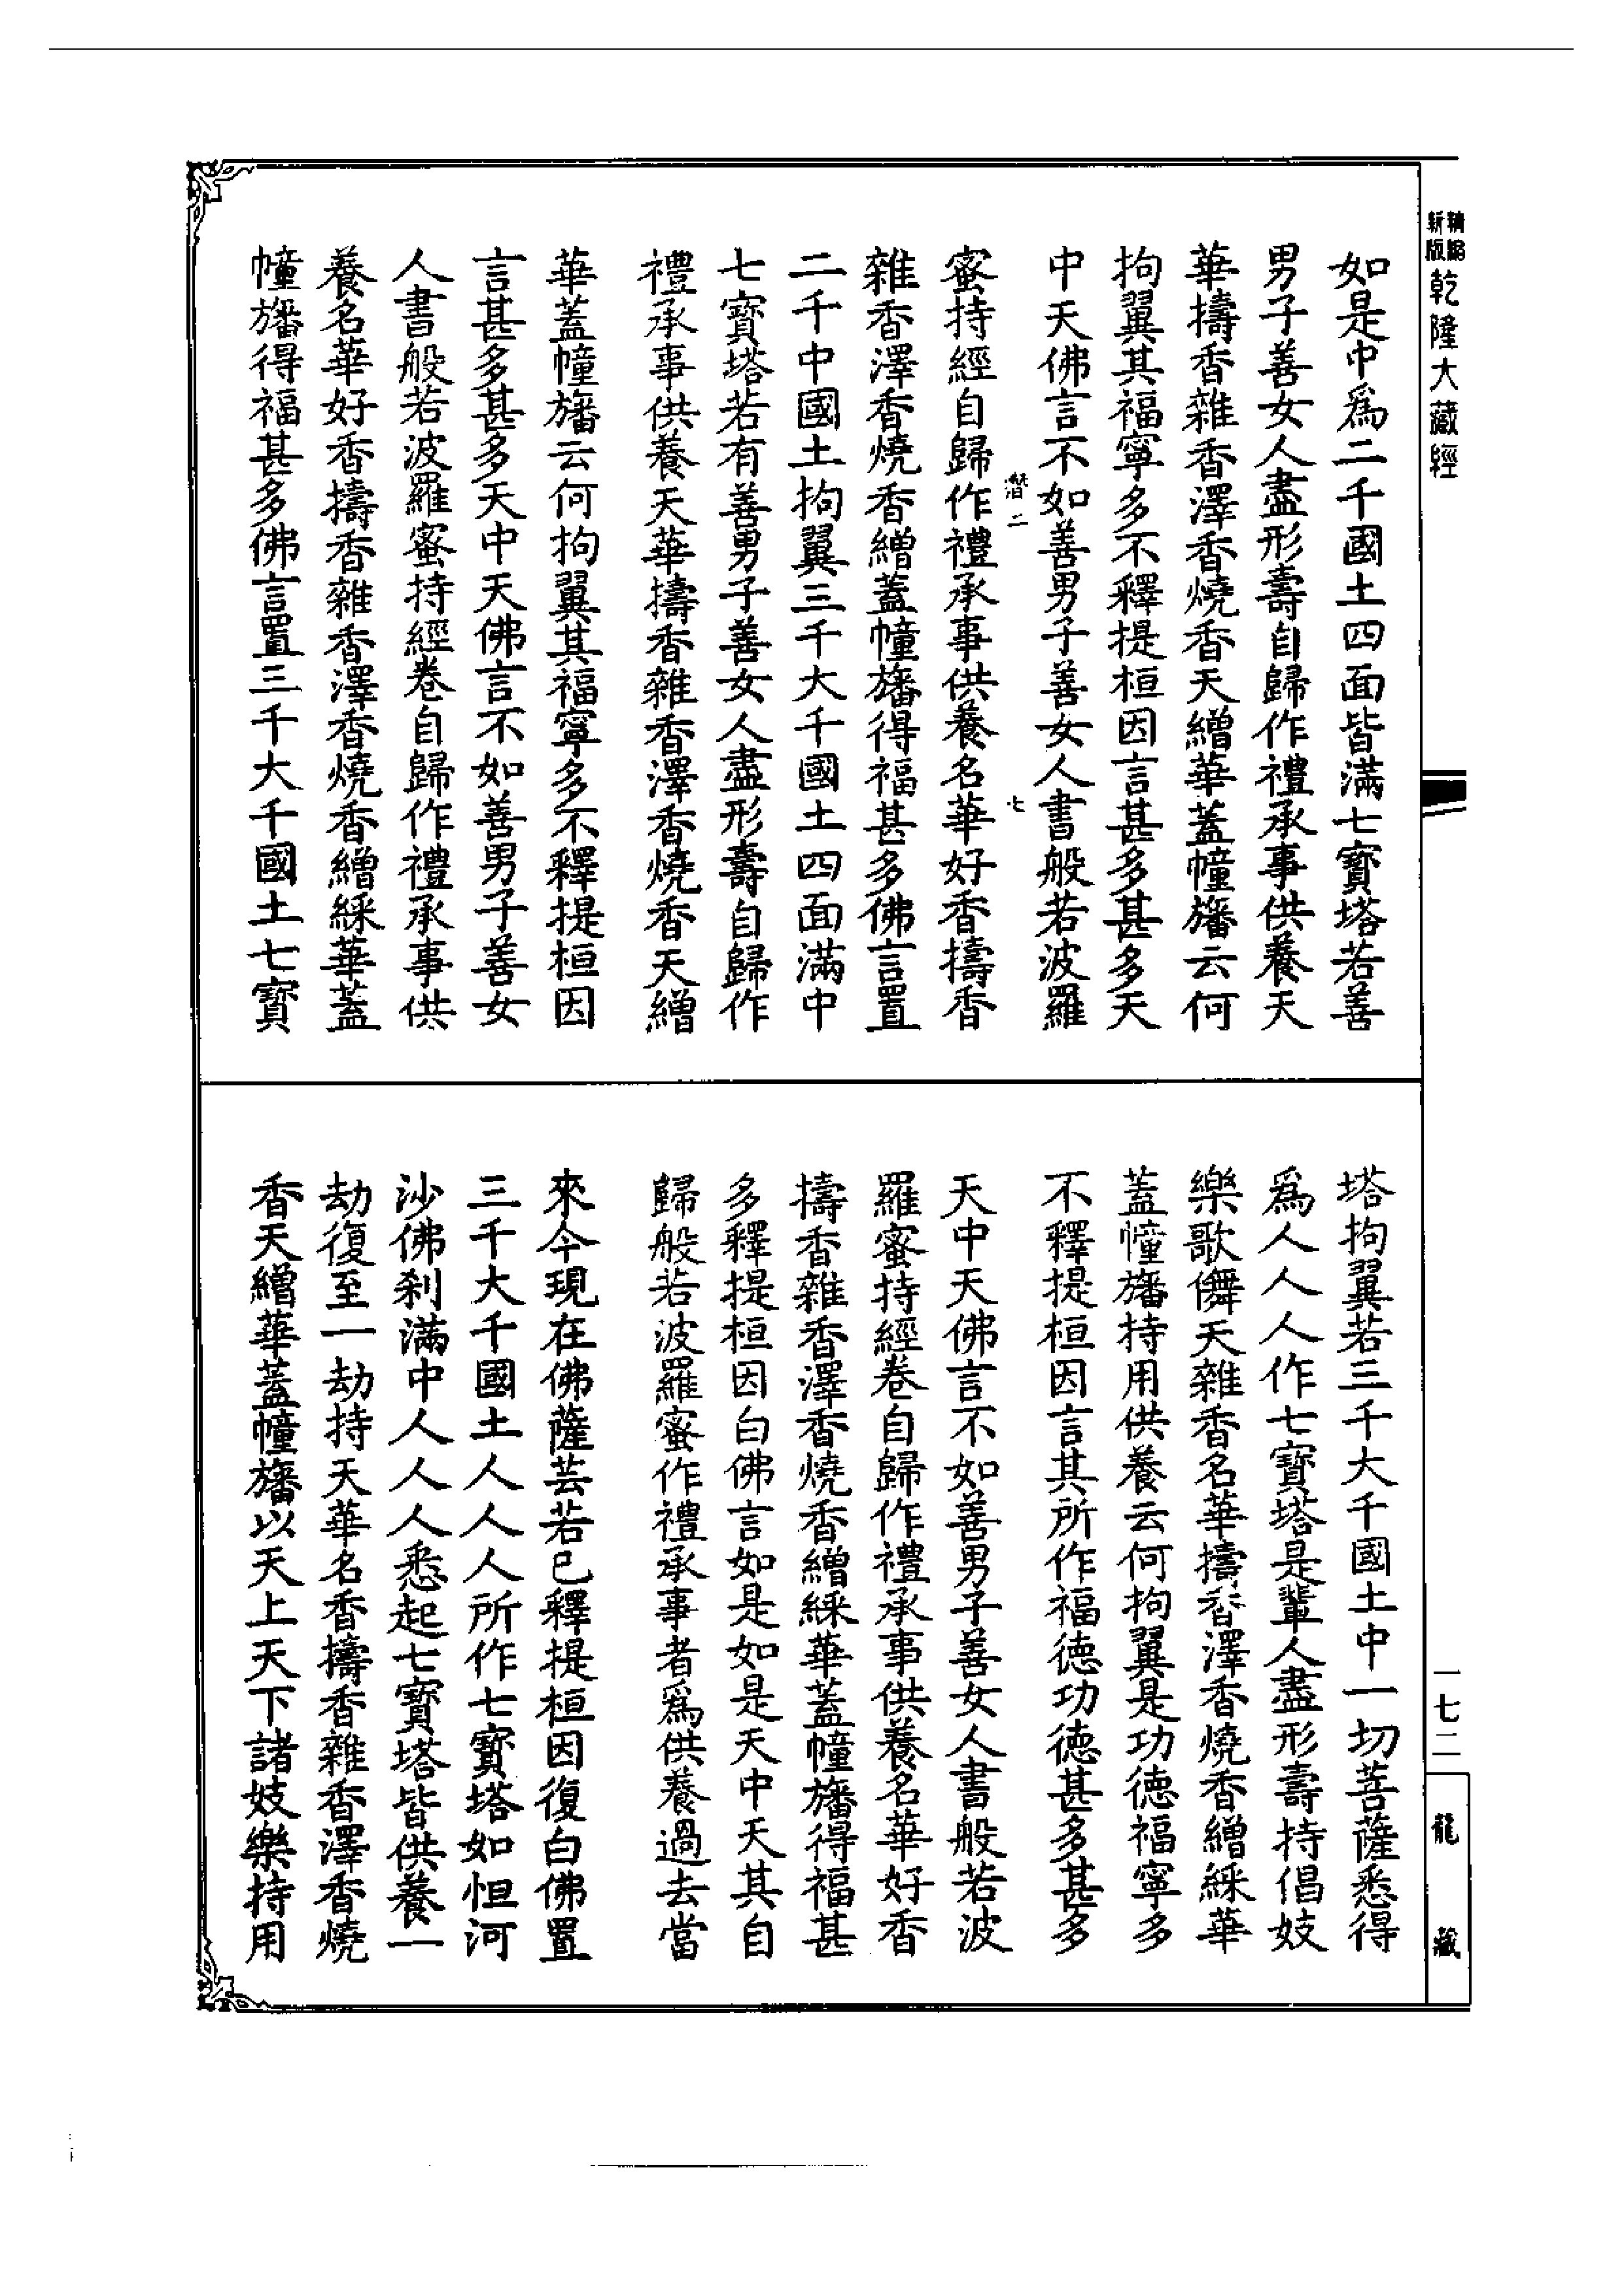 新版精縮乾隆大藏經
如是中爲二千國土四面皆滿七寶塔若善
男子善女人盡形壽自歸作禮承事供養天
華擣香雜香澤香燒香天繒華蓋幢旛云何
拘翼其福寧多不釋提桓因言甚多甚多天
中天佛言不如善男子善女人書般若波羅
潛二 七
蜜持經自歸作禮承事供養名華好香擣香
雜香澤香燒香繒蓋幢旛得福甚多佛言置
二千中國土拘翼三千大千國土四面滿中
七寶塔若有善男子善女人盡形壽自歸作
禮承事供養天華擣香雜香澤香燒香天繒
華蓋幢旛云何拘翼其福寧多不釋提桓因
言甚多甚多天中天佛言不如善男子善女
人書般若波羅蜜持經卷自歸作禮承事供
養名華好香擣香雜香澤香燒香繒綵華蓋
幢旛得福甚多佛言置三千大千國土七寶
塔拘翼若三千大千國土中一切菩薩悉得
爲人人人作七寶塔是輩人盡形壽持倡妓
樂歌儛天雜香名華擣香澤香燒香繒綵華
蓋幢旛持用供養云何拘翼是功德福寧多
不釋提桓因言其所作福德功德甚多甚多
天中天佛言不如善男子善女人書般若波
羅蜜持經卷自歸作禮承事供養名華好香
擣香雜香澤香燒香繒綵華蓋幢旛得福甚
多釋提桓因白佛言如是如是天中天其自
歸般若波羅蜜作禮承事者爲供養過去當
來今現在佛薩芸若已釋提桓因復白佛置
三千大千國土人人人所作七寶塔如怛河
沙佛刹滿中人人人悉起七寶塔皆供養一
劫復至一劫持天華名香擣香雜香澤香燒
香天繒華蓋幢旛以天上天下諸妓樂持用
一七二
龍藏